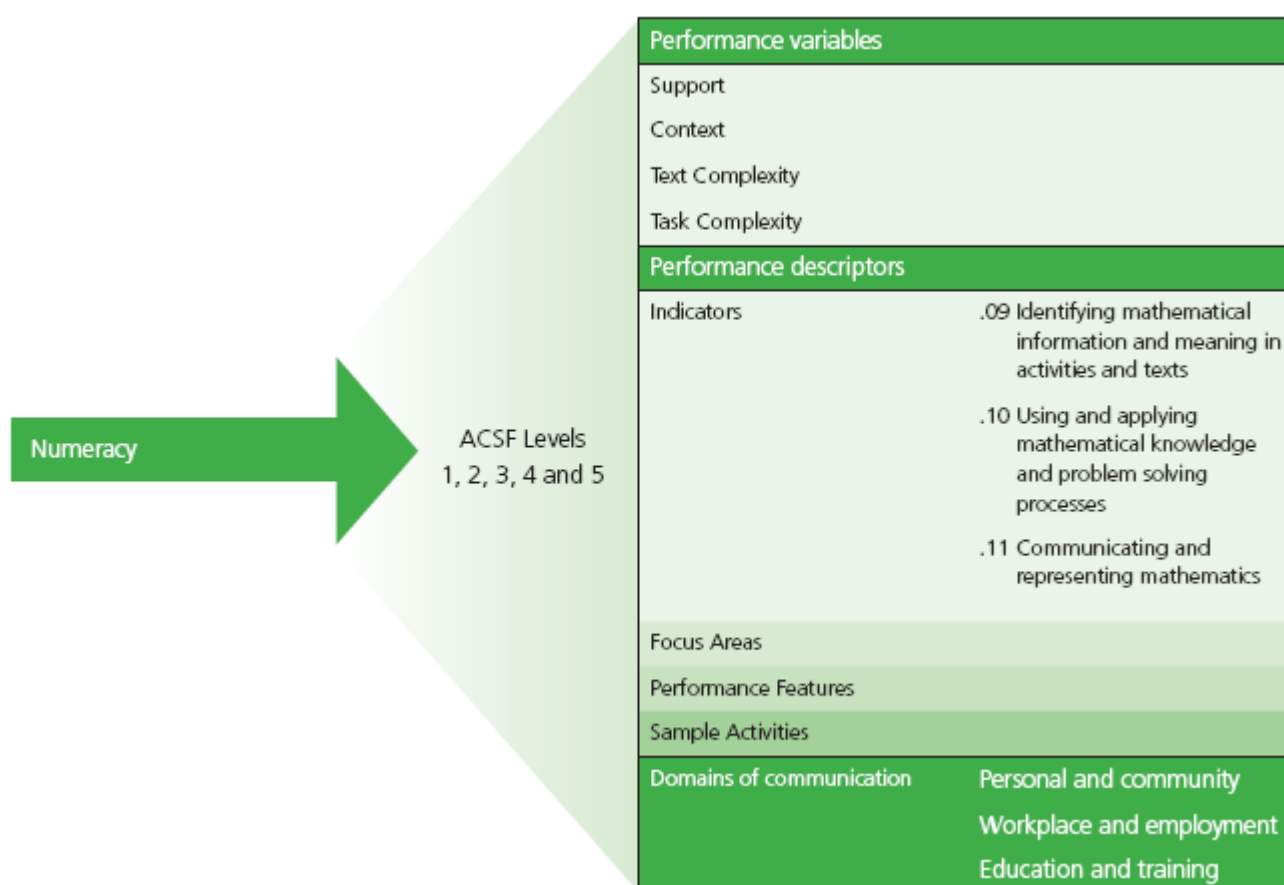 Performance variables
Support
Context
Text Complexity
Task Complexity
Performance descriptors
Indicators
.09 Identifying mathematical
information and meaning in
activities and texts
.10 Using and applying
mathematical knowledge
and problem solving
processes
.11 Communicating and
representing mathematics
Numeracy
ACSF Levels
1, 2, 3, 4 and 5
Focus Areas
Performance Features
Sample Activities
Domains of communication
Personal and community
Workplace and employment
Education and training